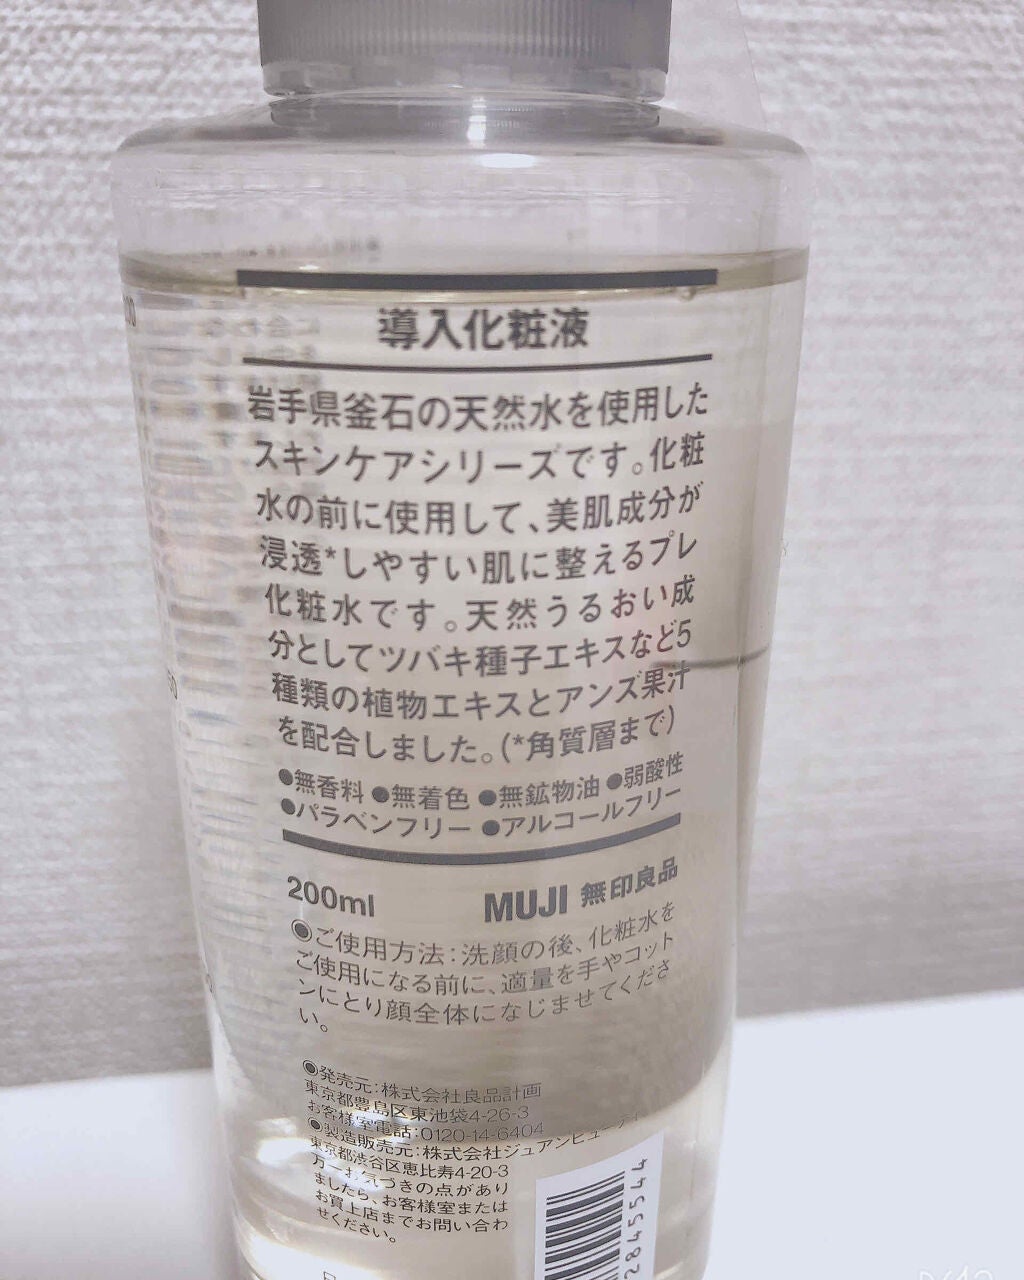 導入化粧液
岩手県釜石の天然水を使用した
スキンケアシリーズです。化粧
水の前に使用して、美肌成分が
浸透*しやすい肌に整えるプレ
化粧水です。天然うるおい成
分としてツバキ種子エキスなど5
種類の植物エキスとアンズ果汁
を配合しました。(*角質層まで)
●無香料 ●無着色 ●無鉱物油 ●弱酸性
●パラベンフリー ●アルコールフリー
200ml MUJI 無印良品
◉ご使用方法:洗顔の後、化粧水を
ご使用になる前に、適量を手やコット
ンにとり顔全体になじませてくださ
い。
◉発売元:株式会社良品計画
東京都豊島区東池袋4-26-3
お客様室電話:0120-14-6404
●製造販売元:株式会社ジュアンビューティ
東京都渋谷区恵比寿4-20-3
万一お気づきの点があり
ましたら、お客様室または
お買上店までお問い合わ
せください。
2845544